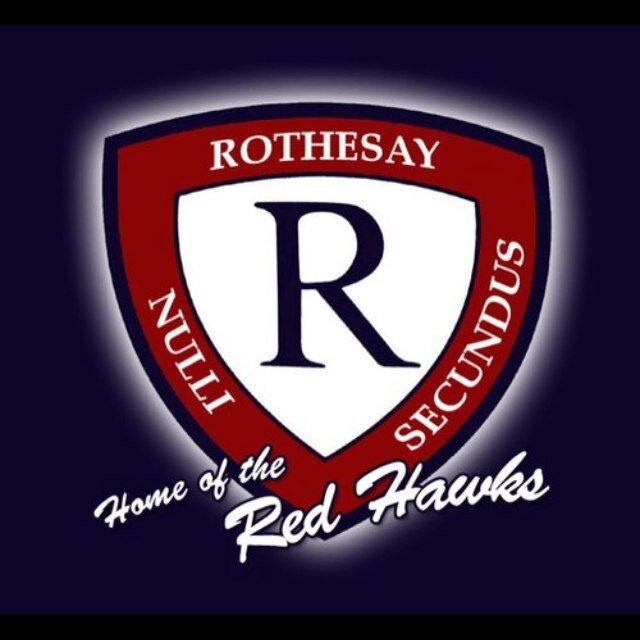 ROTHESAY
R
NULLI
SECUNDUS
Home of the
Red Hawks